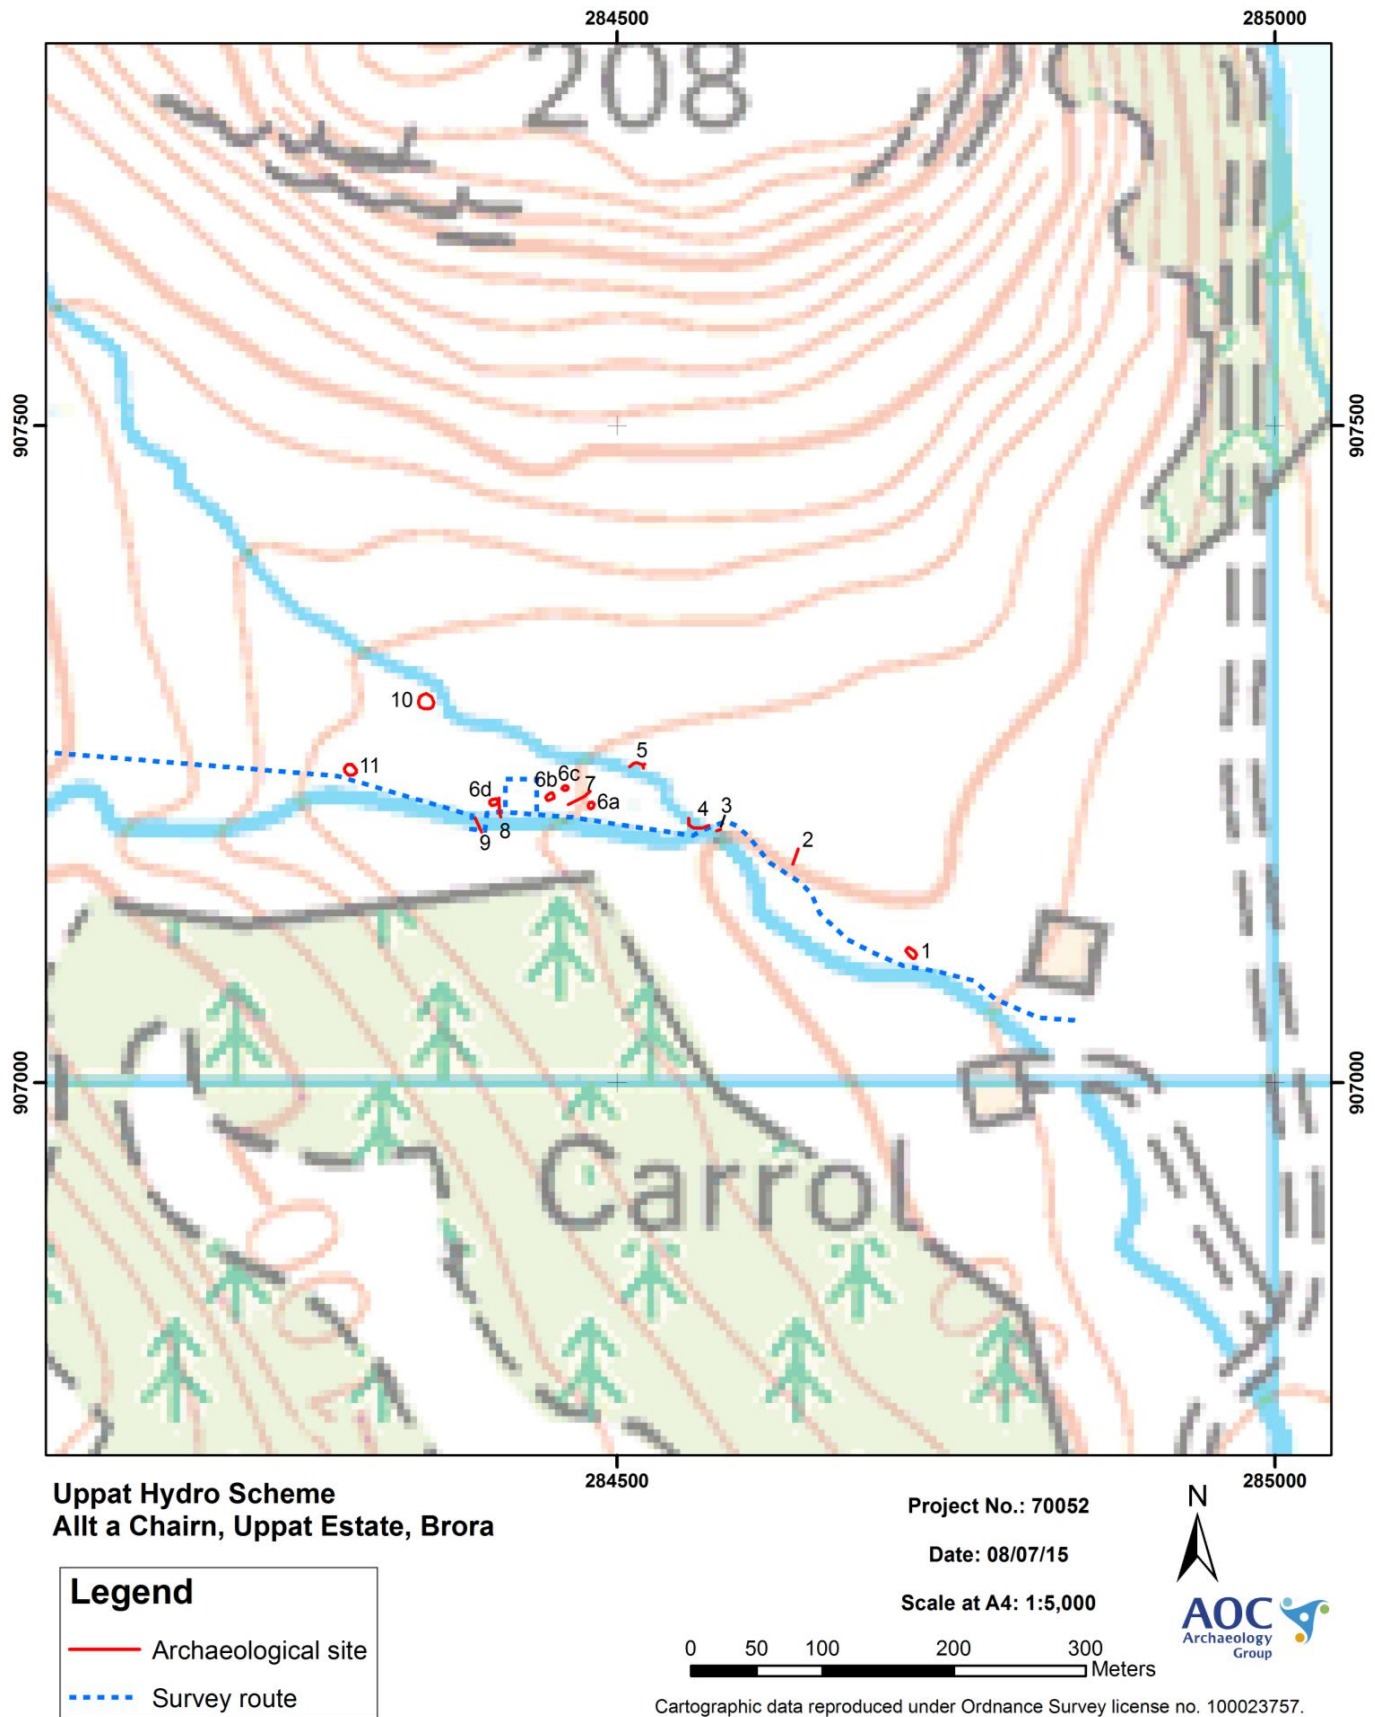 284500
285000
208
907500
907500
10
5
11
6d
6b
6c
7
6a
4
3
8
9
2
1
907000
907000
Carrol
284500
285000
Uppat Hydro Scheme
Allt a Chairn, Uppat Estate, Brora
Project No.: 70052
Date: 08/07/15
Scale at A4: 1:5,000
N
AOC
Archaeology
Group
Legend
Archaeological site
Survey route
0 50 100 200 300
Meters
Cartographic data reproduced under Ordnance Survey license no. 100023757.